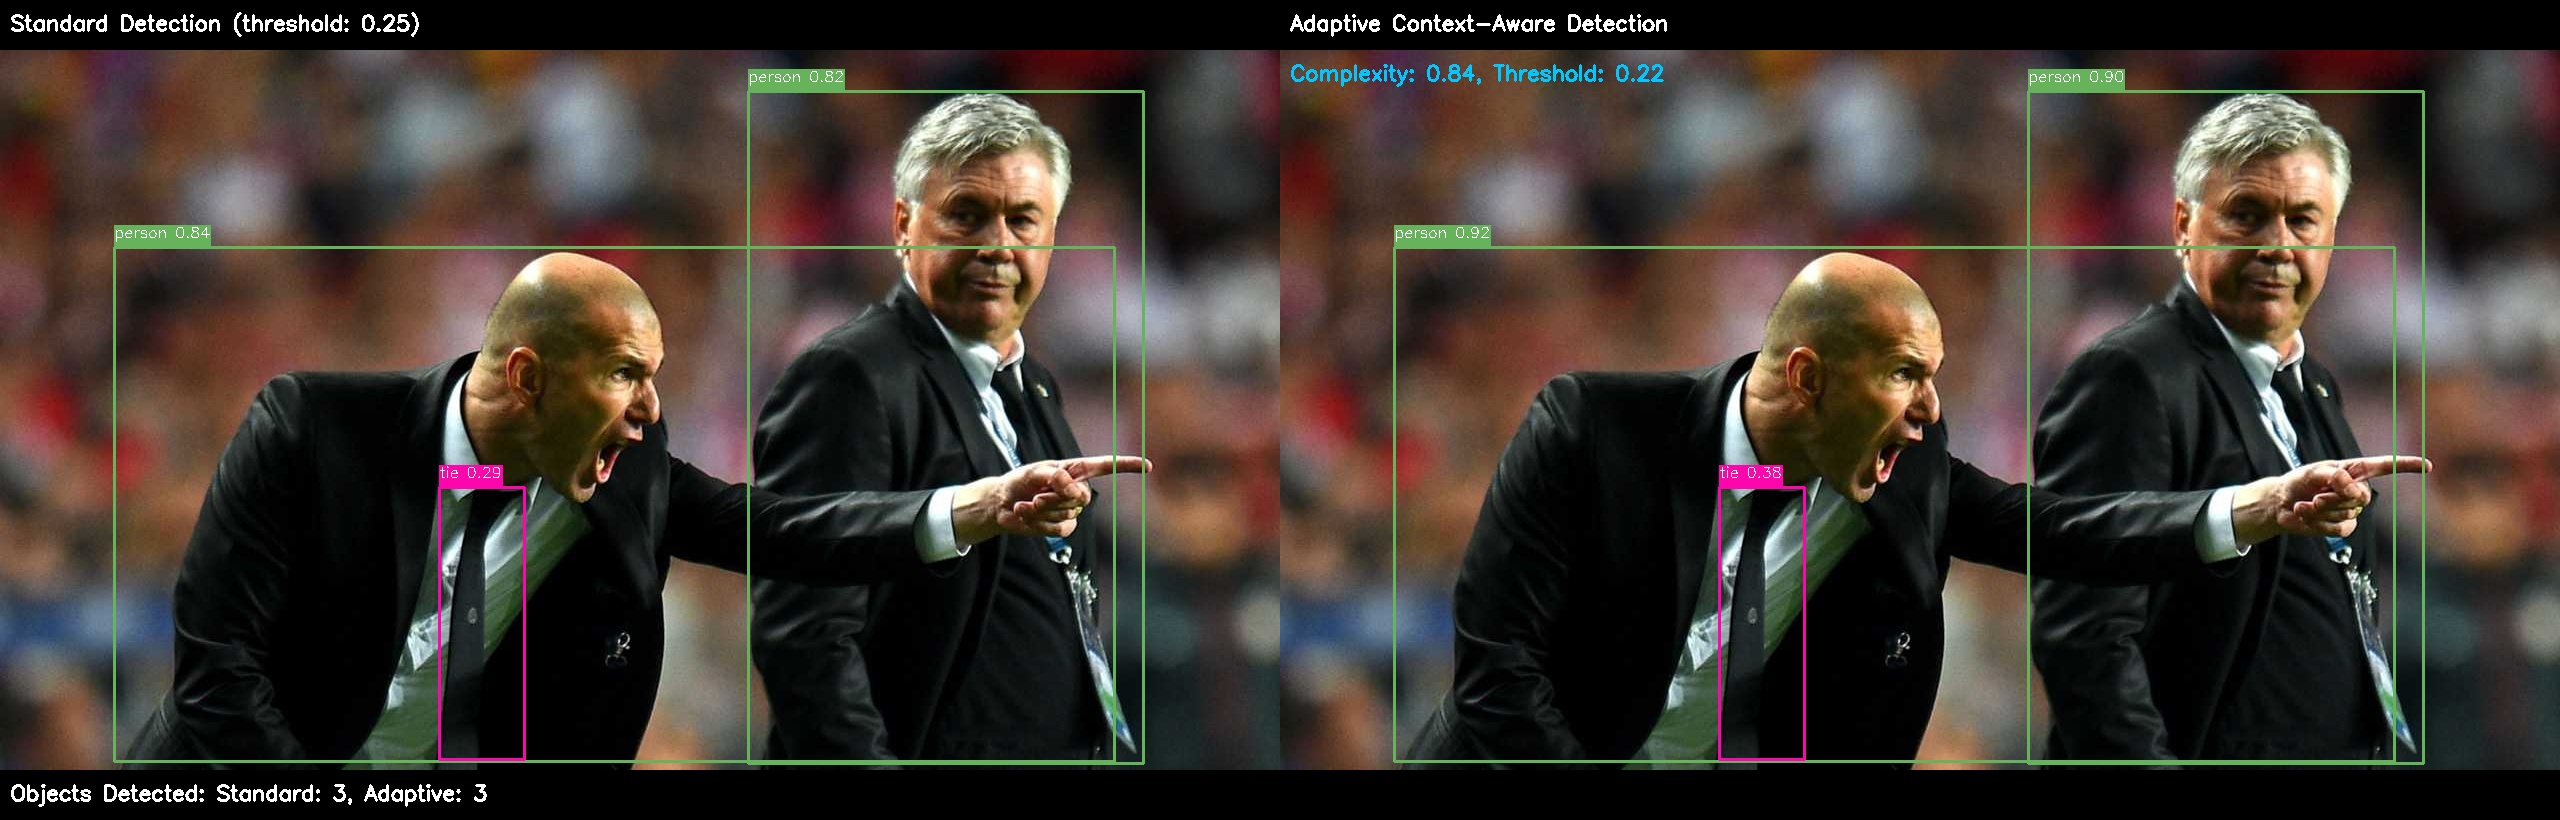 Standard Detection (threshold: 0.25)
Adaptive Context-Aware Detection
Complexity: 0.84, Threshold: 0.22
person 0.82
person 0.84
tie 0.29
person 0.90
person 0.92
tie 0.38
Objects Detected: Standard: 3, Adaptive: 3